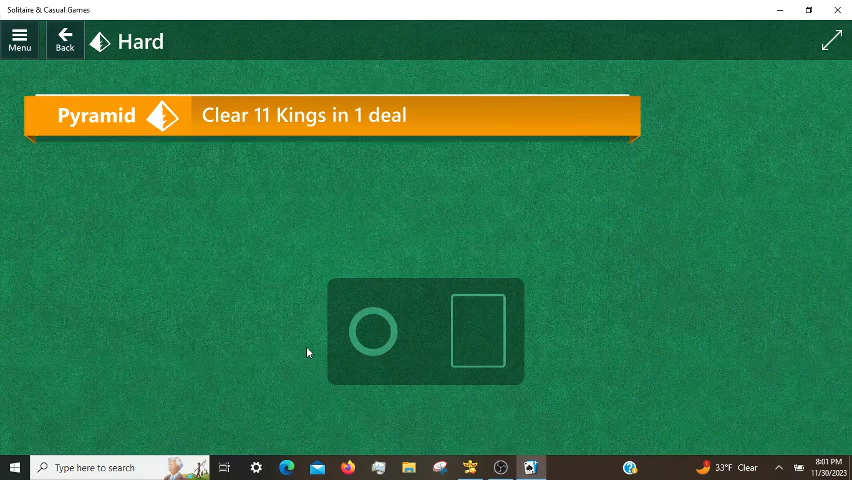 Solitaire & Casual Games
Menu
Back
Hard
Pyramid Clear 11 Kings in 1 deal
Type here to search
33°F Clear
8:01 PM
11/30/2023